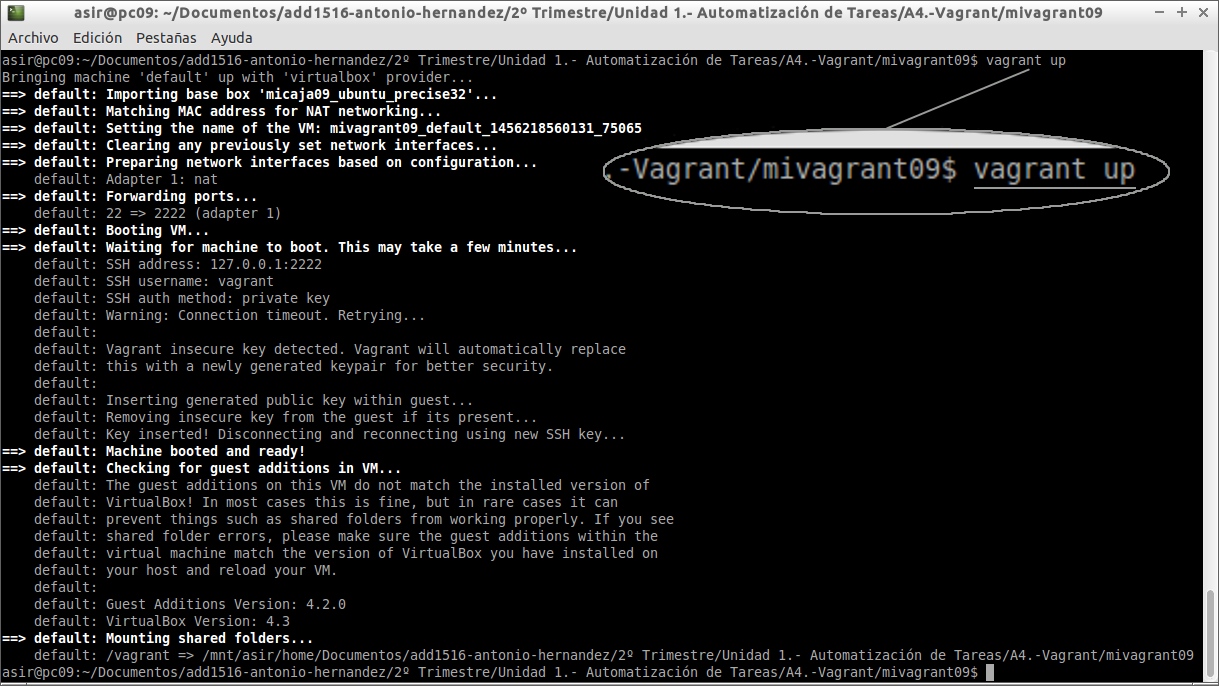 asir@pc09: ~/Documentos/add1516-antonio-hernandez/2º Trimestre/Unidad 1.- Automatización de Tareas/A4.-Vagrant/mivagrant09
Archivo Edición Pestañas Ayuda
asir@pc09:~/Documentos/add1516-antonio-hernandez/2º Trimestre/Unidad 1.- Automatización de Tareas/A4.-Vagrant/mivagrant09$ vagrant up
Bringing machine 'default' up with 'virtualbox' provider...
==> default: Importing base box 'micaja09_ubuntu_precise32'...
==> default: Matching MAC address for NAT networking...
==> default: Setting the name of the VM: mivagrant09_default_1456218560131_75065
==> default: Clearing any previously set network interfaces...
==> default: Preparing network interfaces based on configuration...
default: Adapter 1: nat
.-Vagrant/mivagrant09$ vagrant up
==> default: Forwarding ports...
default: 22 => 2222 (adapter 1)
==> default: Booting VM...
==> default: Waiting for machine to boot. This may take a few minutes...
default: SSH address: 127.0.0.1:2222
default: SSH username: vagrant
default: SSH auth method: private key
default: Warning: Connection timeout. Retrying...
default:
default: Vagrant insecure key detected. Vagrant will automatically replace
default: this with a newly generated keypair for better security.
default:
default: Inserting generated public key within guest...
default: Removing insecure key from the guest if its present...
default: Key inserted! Disconnecting and reconnecting using new SSH key...
==> default: Machine booted and ready!
==> default: Checking for guest additions in VM...
default: The guest additions on this VM do not match the installed version of
default: VirtualBox! In most cases this is fine, but in rare cases it can
default: prevent things such as shared folders from working properly. If you see
default: shared folder errors, please make sure the guest additions within the
default: virtual machine match the version of VirtualBox you have installed on
default: your host and reload your VM.
default:
default: Guest Additions Version: 4.2.0
default: VirtualBox Version: 4.3
==> default: Mounting shared folders...
default: /vagrant => /mnt/asir/home/Documentos/add1516-antonio-hernandez/2º Trimestre/Unidad 1.- Automatización de Tareas/A4.-Vagrant/mivagrant09
asir@pc09:~/Documentos/add1516-antonio-hernandez/2º Trimestre/Unidad 1.- Automatización de Tareas/A4.-Vagrant/mivagrant09$